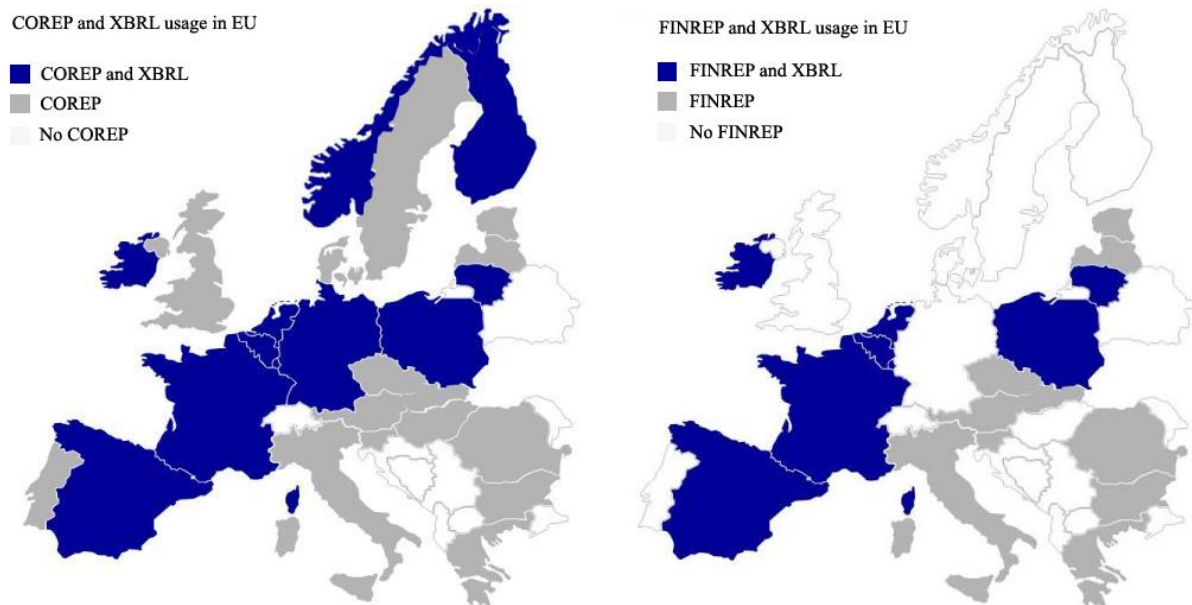 COREP and XBRL usage in EU
COREP and XBRL
COREP
No COREP
FINREP and XBRL usage in EU
FINREP and XBRL
FINREP
No FINREP